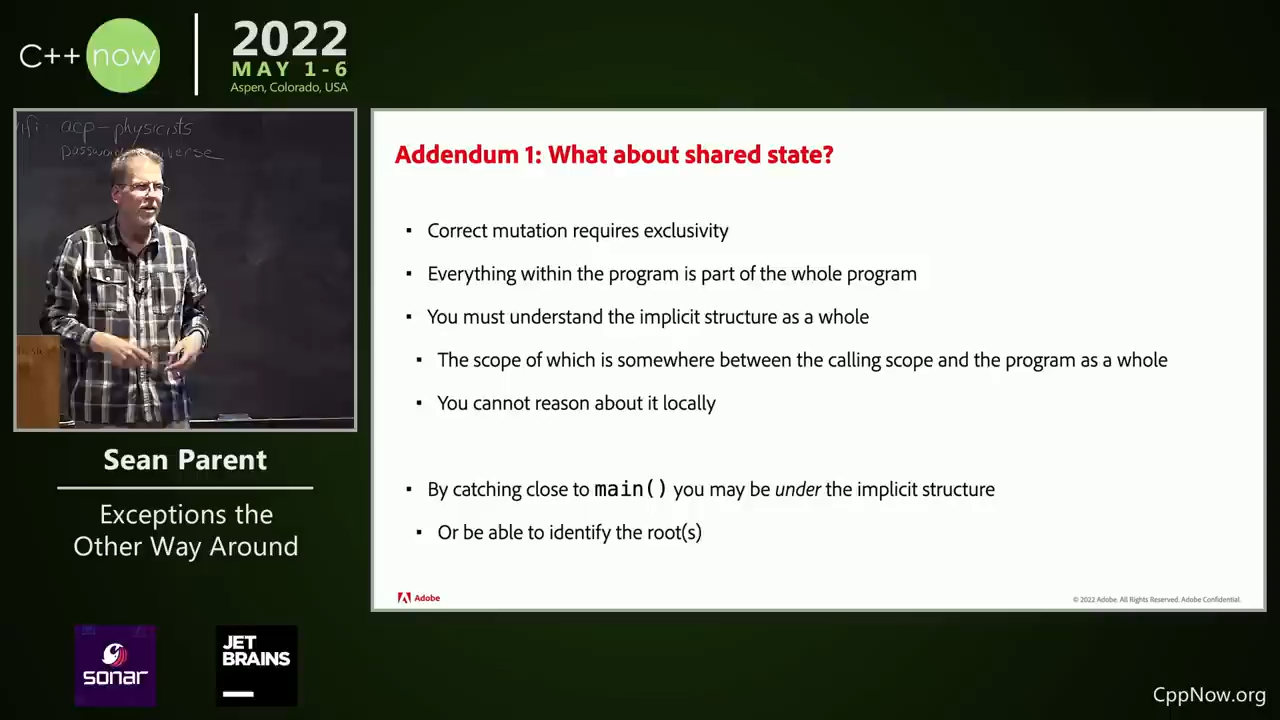 C++ now
2022
MAY 1-6
Aspen, Colorado, USA
acp-physicists
Addendum 1: What about shared state?
▪ Correct mutation requires exclusivity
▪ Everything within the program is part of the whole program
▪ You must understand the implicit structure as a whole
▪ The scope of which is somewhere between the calling scope and the program as a whole
▪ You cannot reason about it locally
▪ By catching close to main() you may be under the implicit structure
▪ Or be able to identify the root(s)
Adobe
© 2022 Adobe. All Rights Reserved. Adobe Confidential.
Sean Parent
Exceptions the
Other Way Around
sonar
JET
BRAINS
CppNow.org